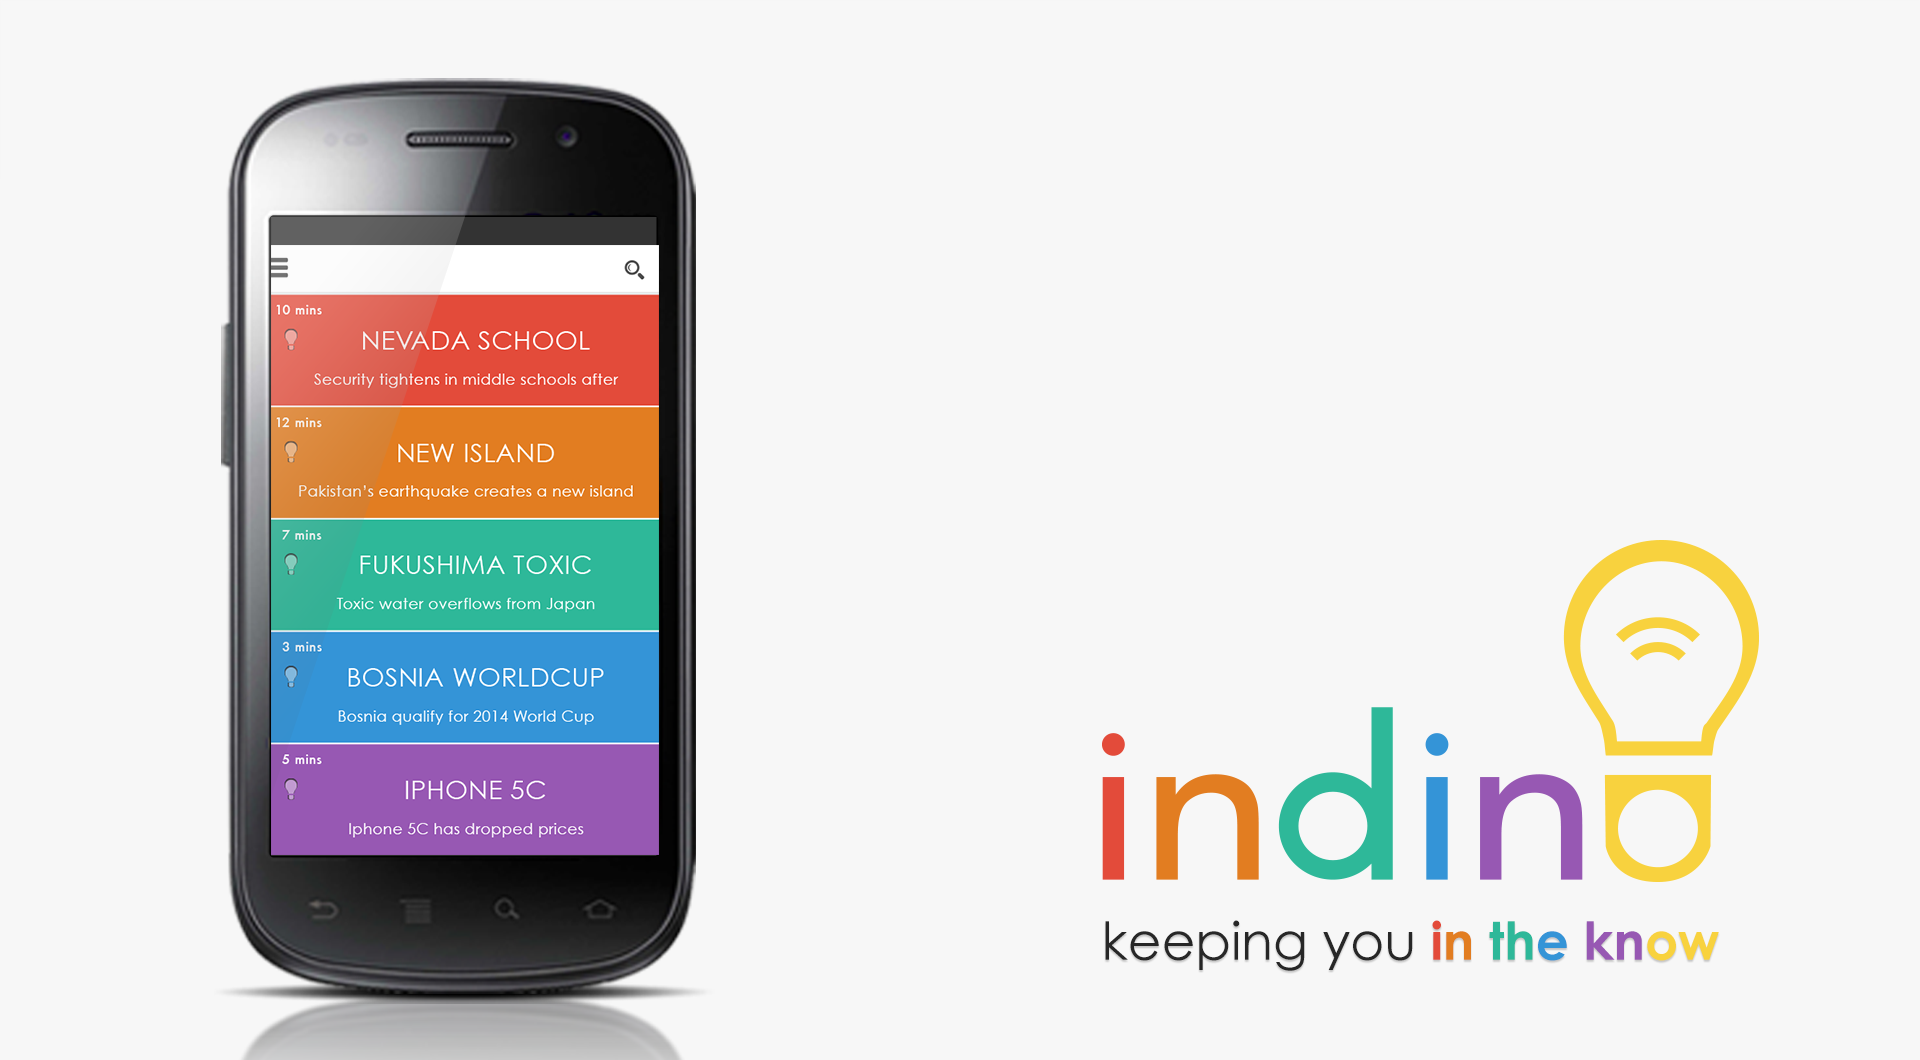 10 mins
NEVADA SCHOOL
Security tightens in middle schools after
12 mins
NEW ISLAND
Pakistan's earthquake creates a new island
7 mins
FUKUSHIMA TOXIC
Toxic water overflows from Japan
3 mins
BOSNIA WORLDCUP
Bosnia qualify for 2014 World Cup
5 mins
IPHONE 5C
Iphone 5C has dropped prices
indino
keeping you in the know